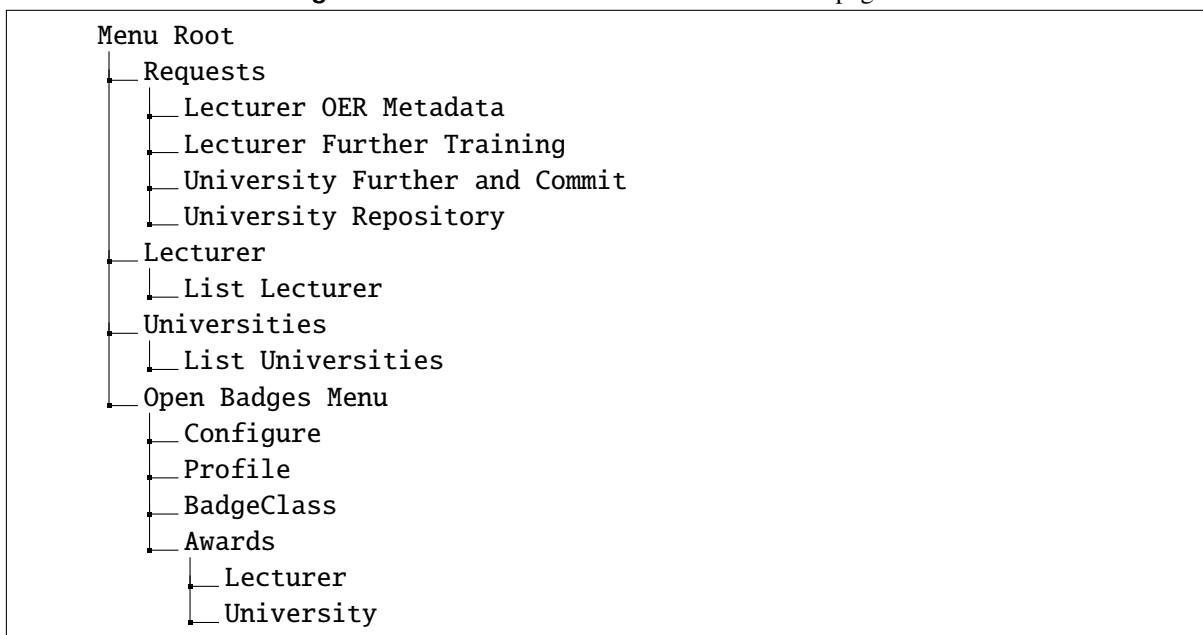 Menu Root
Requests
Lecturer OER Metadata
Lecturer Further Training
University Further and Commit
University Repository
Lecturer
List Lecturer
Universities
List Universities
Open Badges Menu
Configure
Profile
BadgeClass
Awards
Lecturer
University